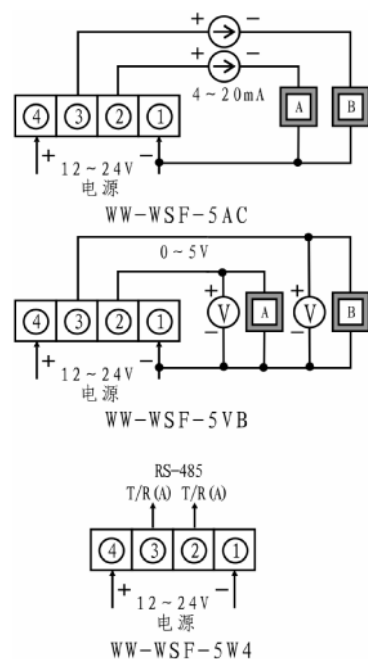 + −
+ −
4~20mA
A B
④ ③ ② ①
+ 12~24V −
电源
WW-WSF-5AC
0~5V
+ +
V A V B
− −
④ ③ ② ①
+ 12~24V −
电源
WW-WSF-5VB
RS-485
T/R(A) T/R(A)
④ ③ ② ①
+ 12~24V −
电源
WW-WSF-5W4